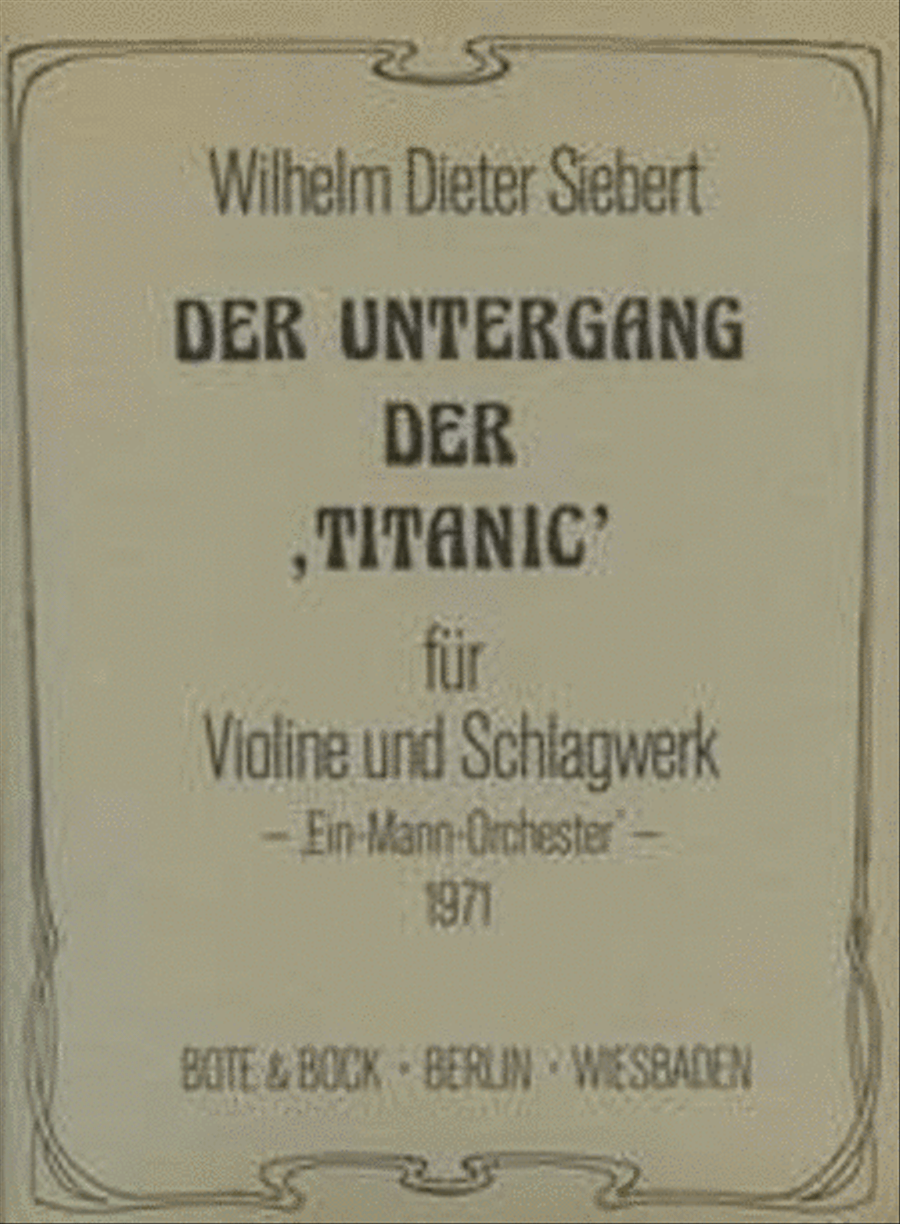 Wilhelm Dieter Siebert
DER UNTERGANG
DER
‚TITANIC’
für
Violine und Schlagwerk
– „Ein-Mann-Orchester“ –
1971
BOTE & BOCK · BERLIN · WIESBADEN